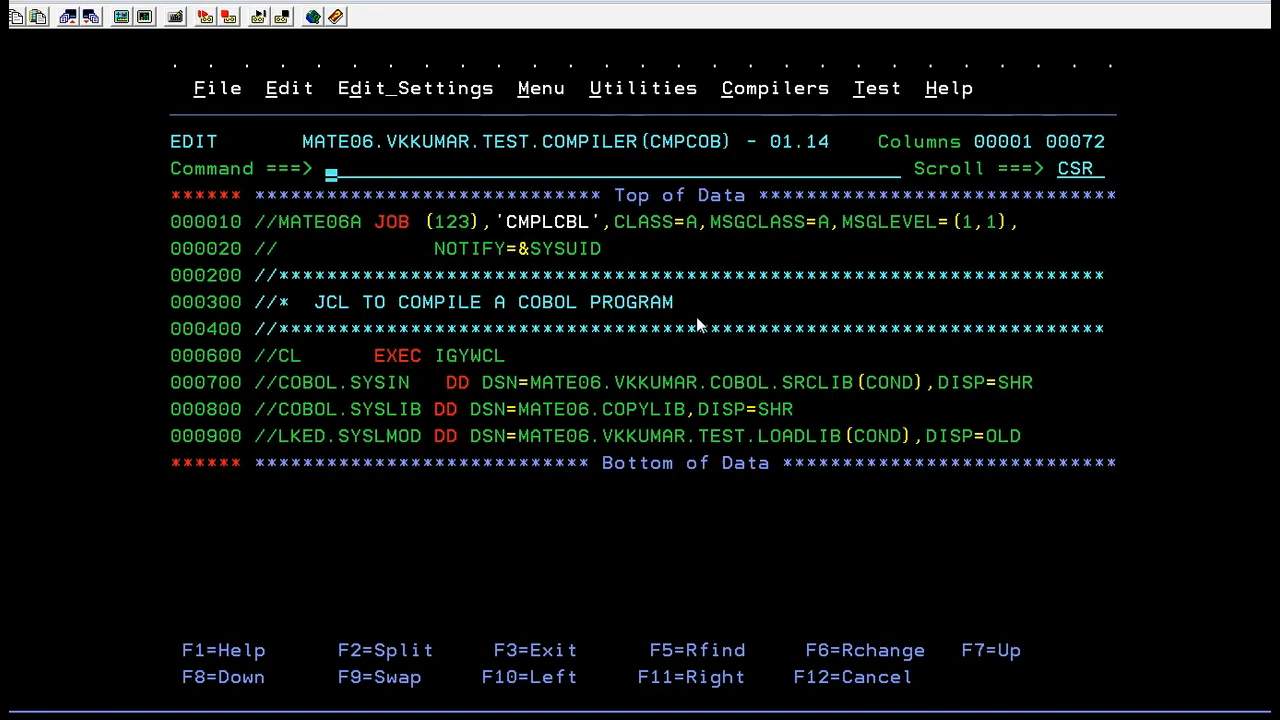 File Edit Edit_Settings Menu Utilities Compilers Test Help
EDIT MATE06.VKKUMAR.TEST.COMPILER(CMPCOB) - 01.14 Columns 00001 00072
Command ===> Scroll ===> CSR
****** ***************************** Top of Data ******************************
000010 //MATE06A JOB (123),'CMPLCBL',CLASS=A,MSGCLASS=A,MSGLEVEL=(1,1),
000020 // NOTIFY=&SYSUID
000200 //*********************************************************************
000300 //* JCL TO COMPILE A COBOL PROGRAM
000400 //*********************************************************************
000600 //CL EXEC IGYWCL
000700 //COBOL.SYSIN DD DSN=MATE06.VKKUMAR.COBOL.SRCLIB(COND),DISP=SHR
000800 //COBOL.SYSLIB DD DSN=MATE06.COPYLIB,DISP=SHR
000900 //LKED.SYSLMOD DD DSN=MATE06.VKKUMAR.TEST.LOADLIB(COND),DISP=OLD
****** **************************** Bottom of Data ****************************
F1=Help F2=Split F3=Exit F5=Rfind F6=Rchange F7=Up
F8=Down F9=Swap F10=Left F11=Right F12=Cancel